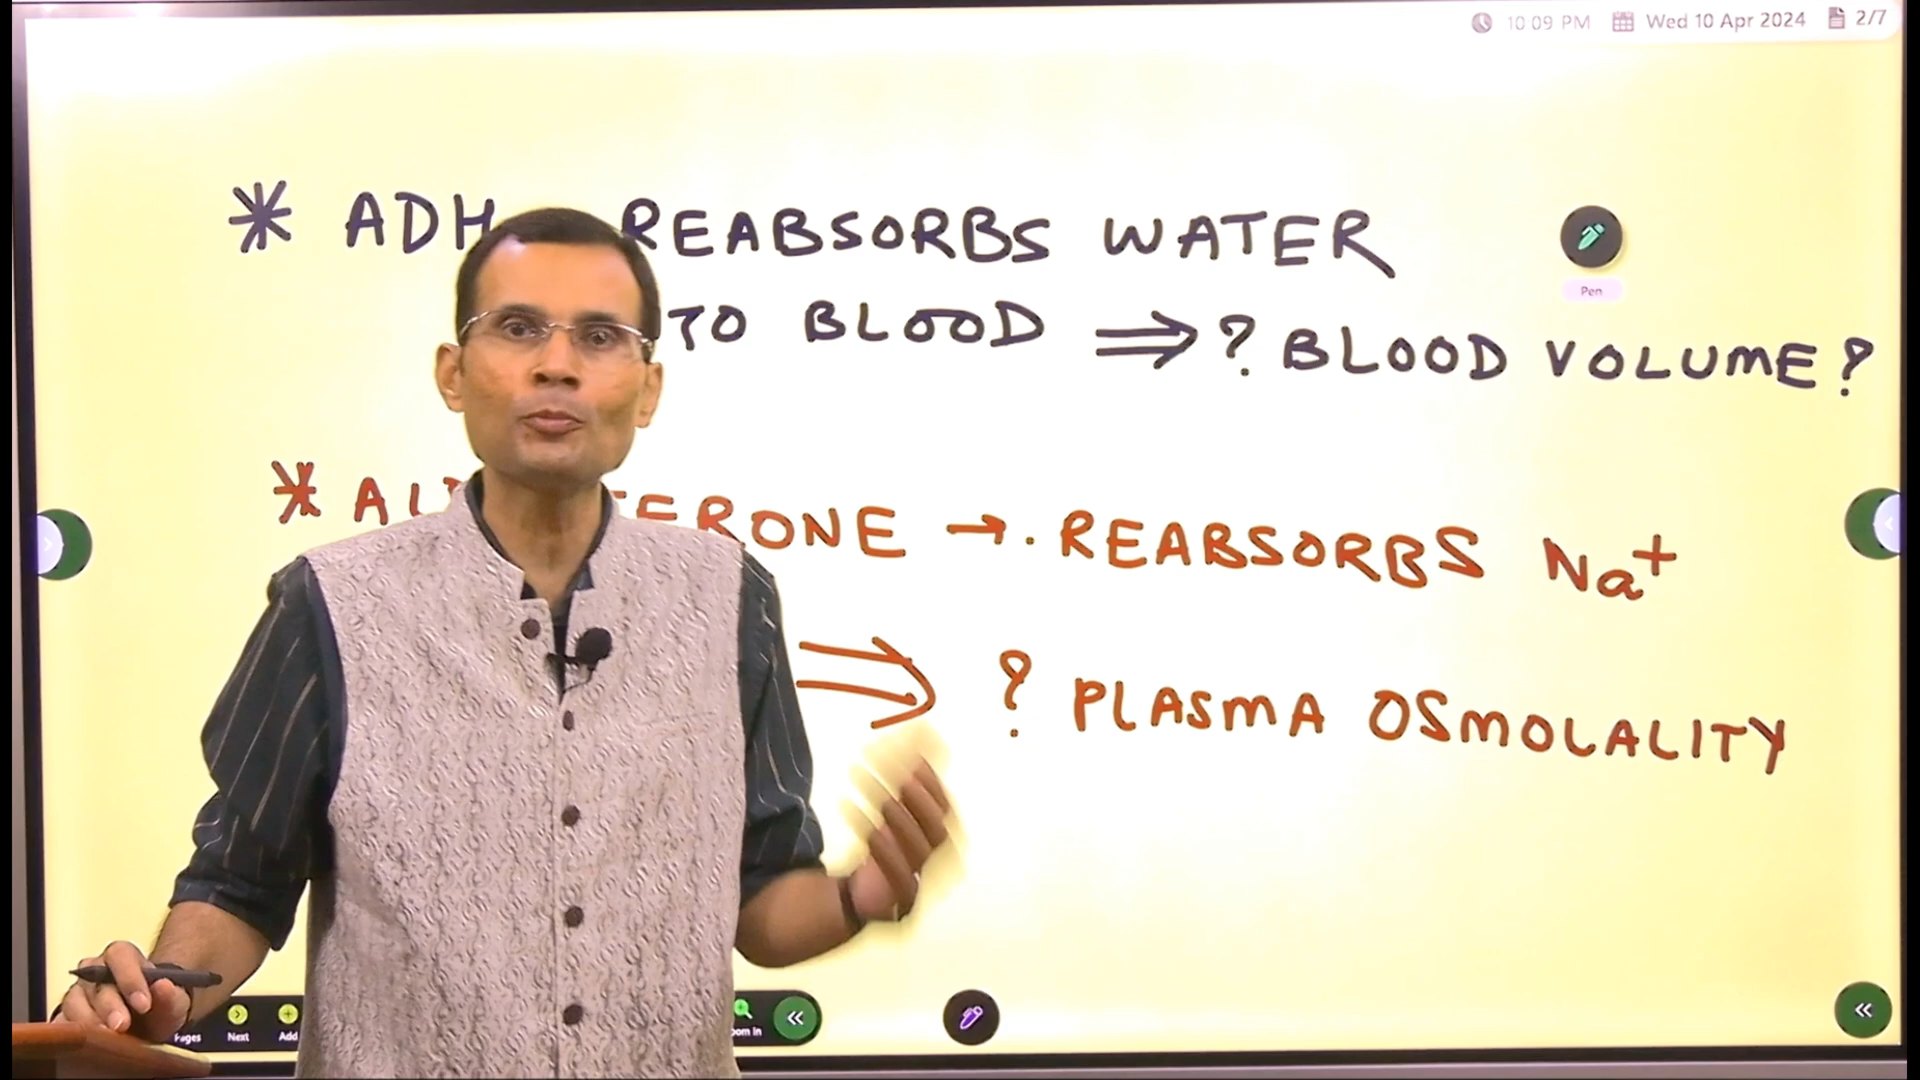 10:09 PM Wed 10 Apr 2024 2/7
* ADH REABSORBS WATER
Pen
TO BLOOD ⇒ ? BLOOD VOLUME?
* REABSORBS Na+
⇒ ? PLASMA OSMOLALITY
Next Add